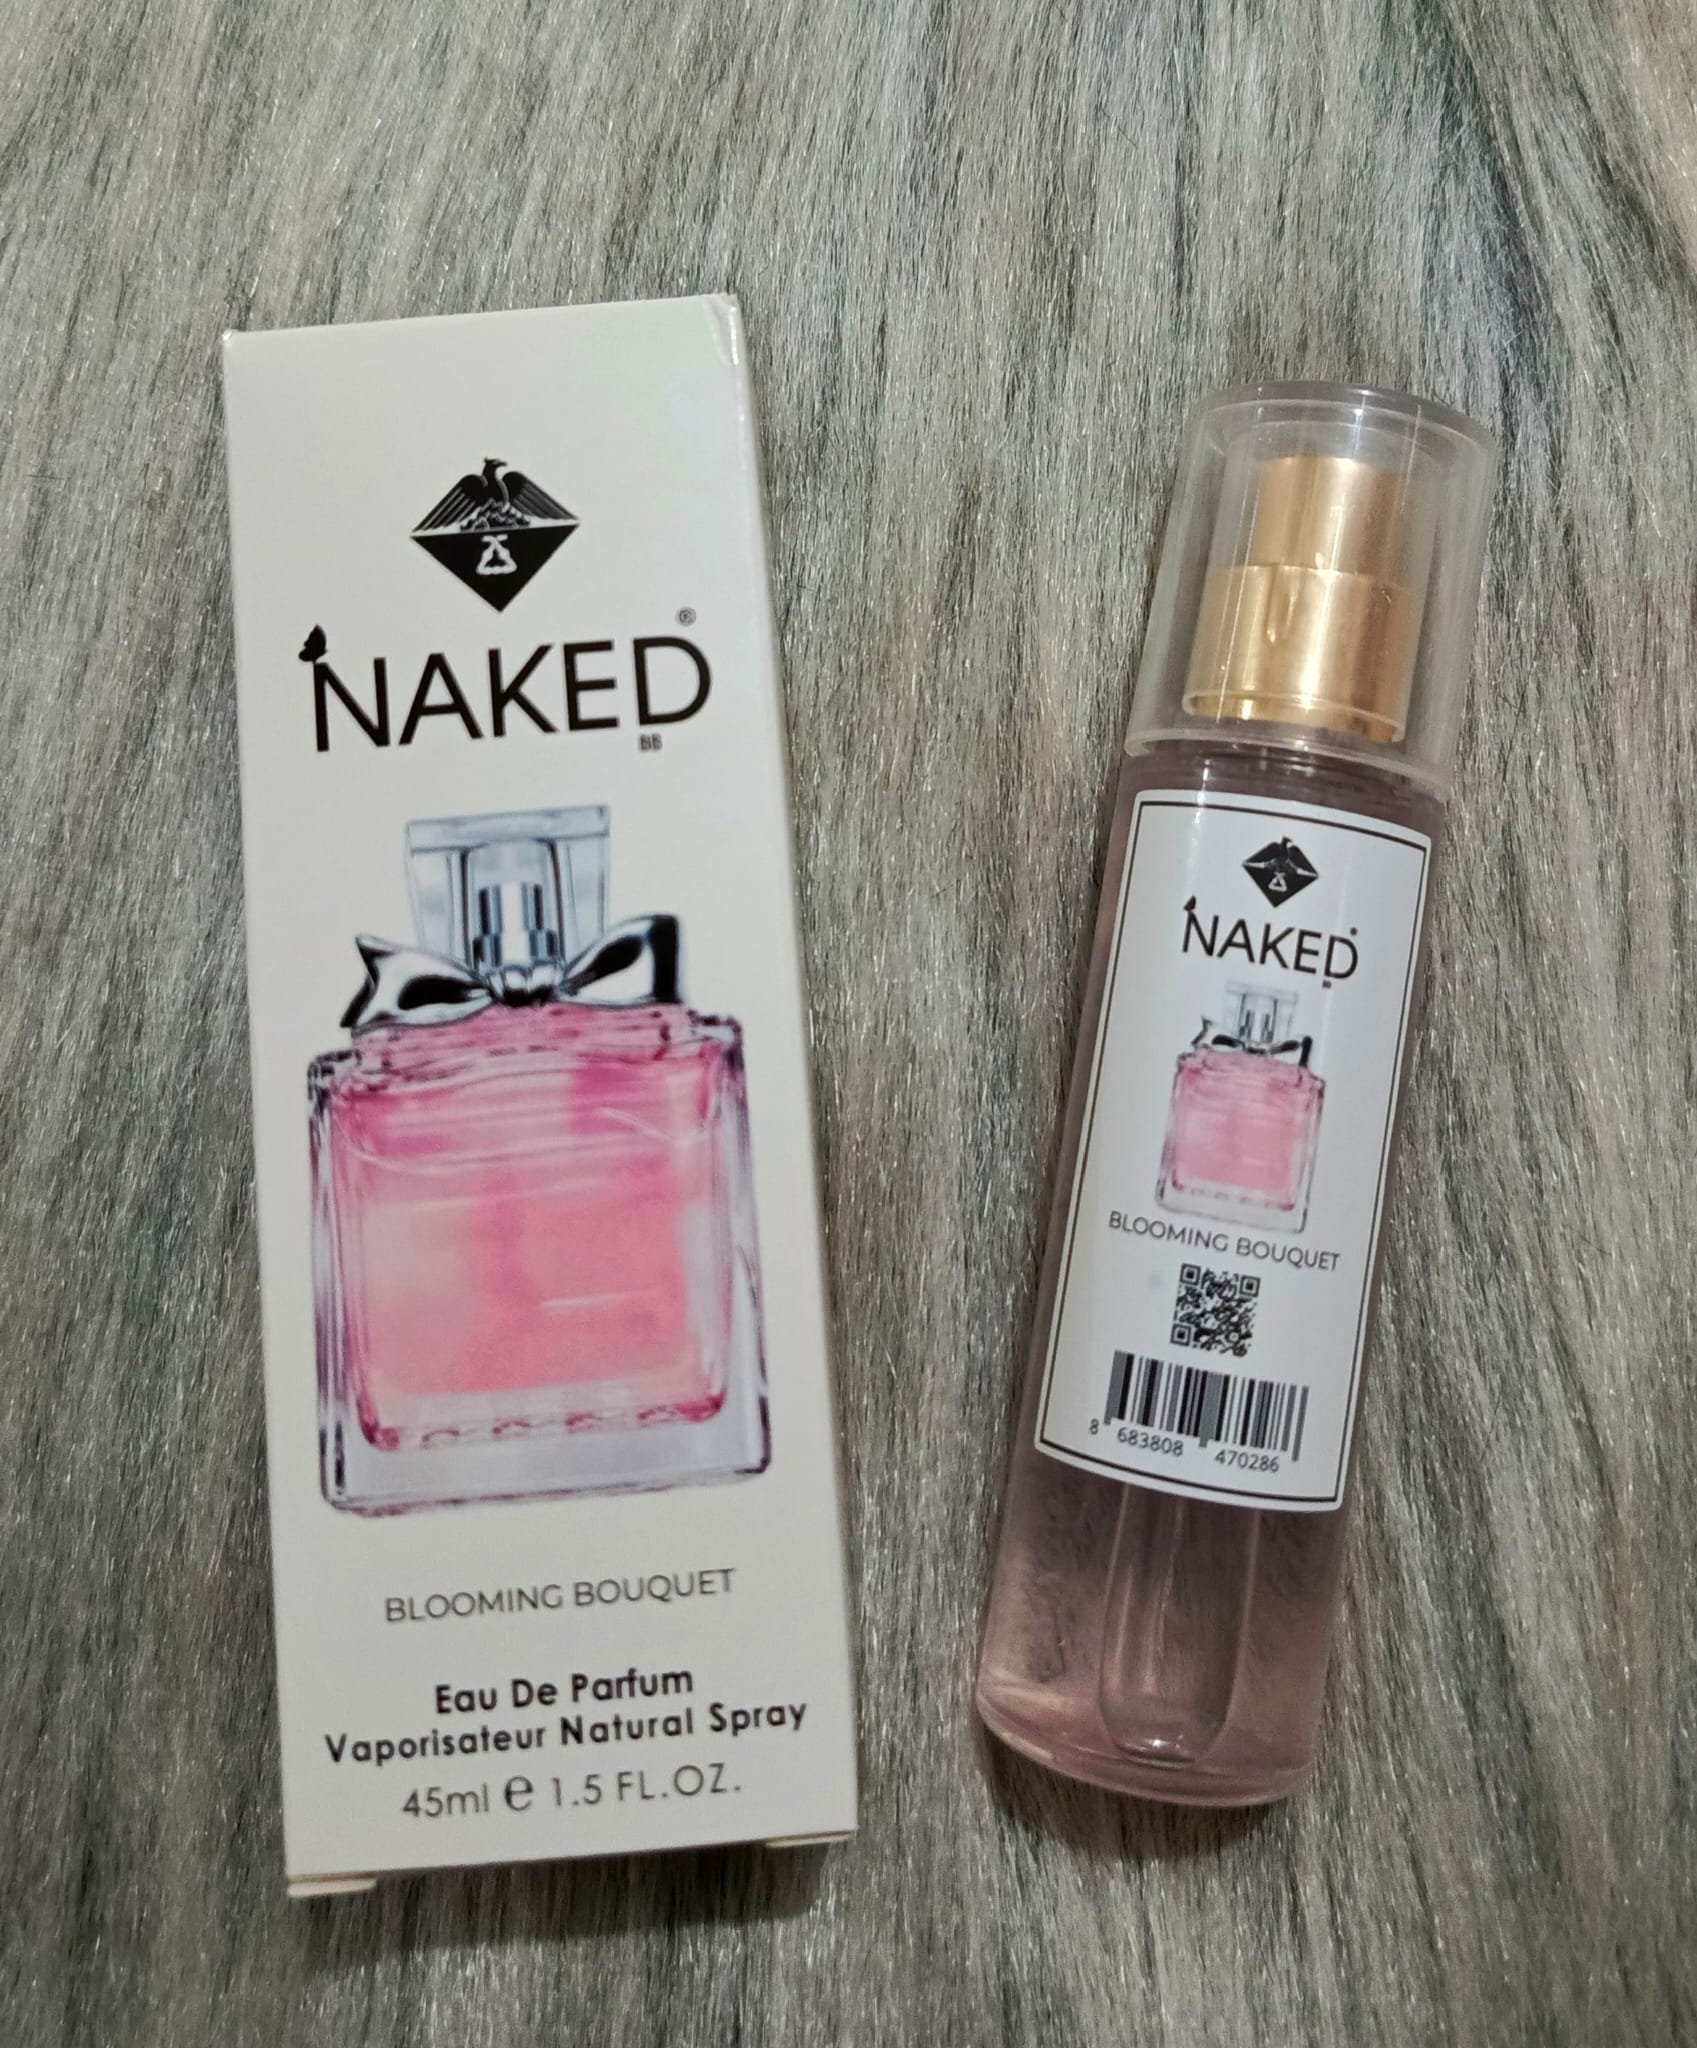 NAKED
®
BB
BLOOMING BOUQUET
Eau De Parfum
Vaporisateur Natural Spray
45ml e 1.5 FL.OZ.
NAKED
BLOOMING BOUQUET
8 683808 470286